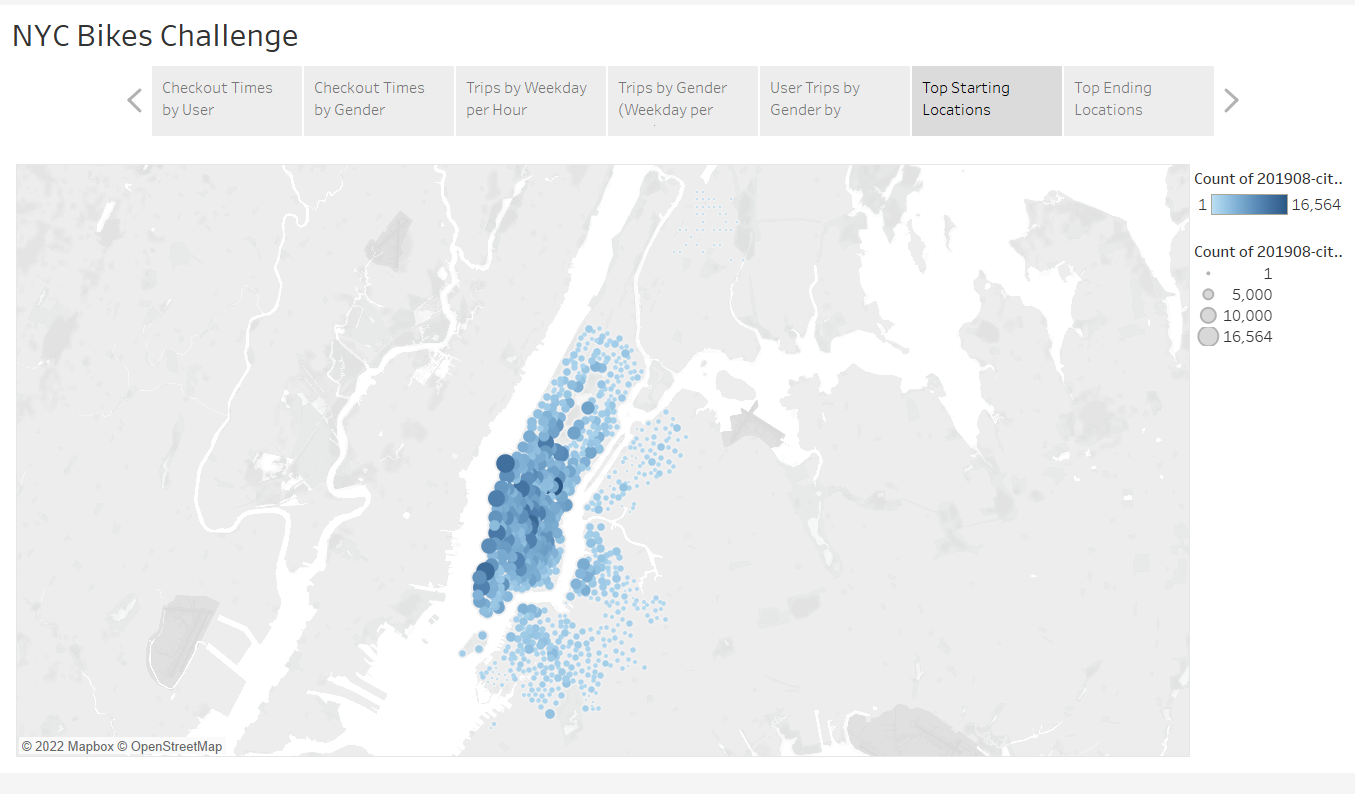 NYC Bikes Challenge
Checkout Times
by User
Checkout Times
by Gender
Trips by Weekday
per Hour
Trips by Gender
(Weekday per
User Trips by
Gender by
Top Starting
Locations
Top Ending
Locations
Count of 201908-cit..
1
16,564
Count of 201908-cit..
1
5,000
10,000
16,564
© 2022 Mapbox © OpenStreetMap